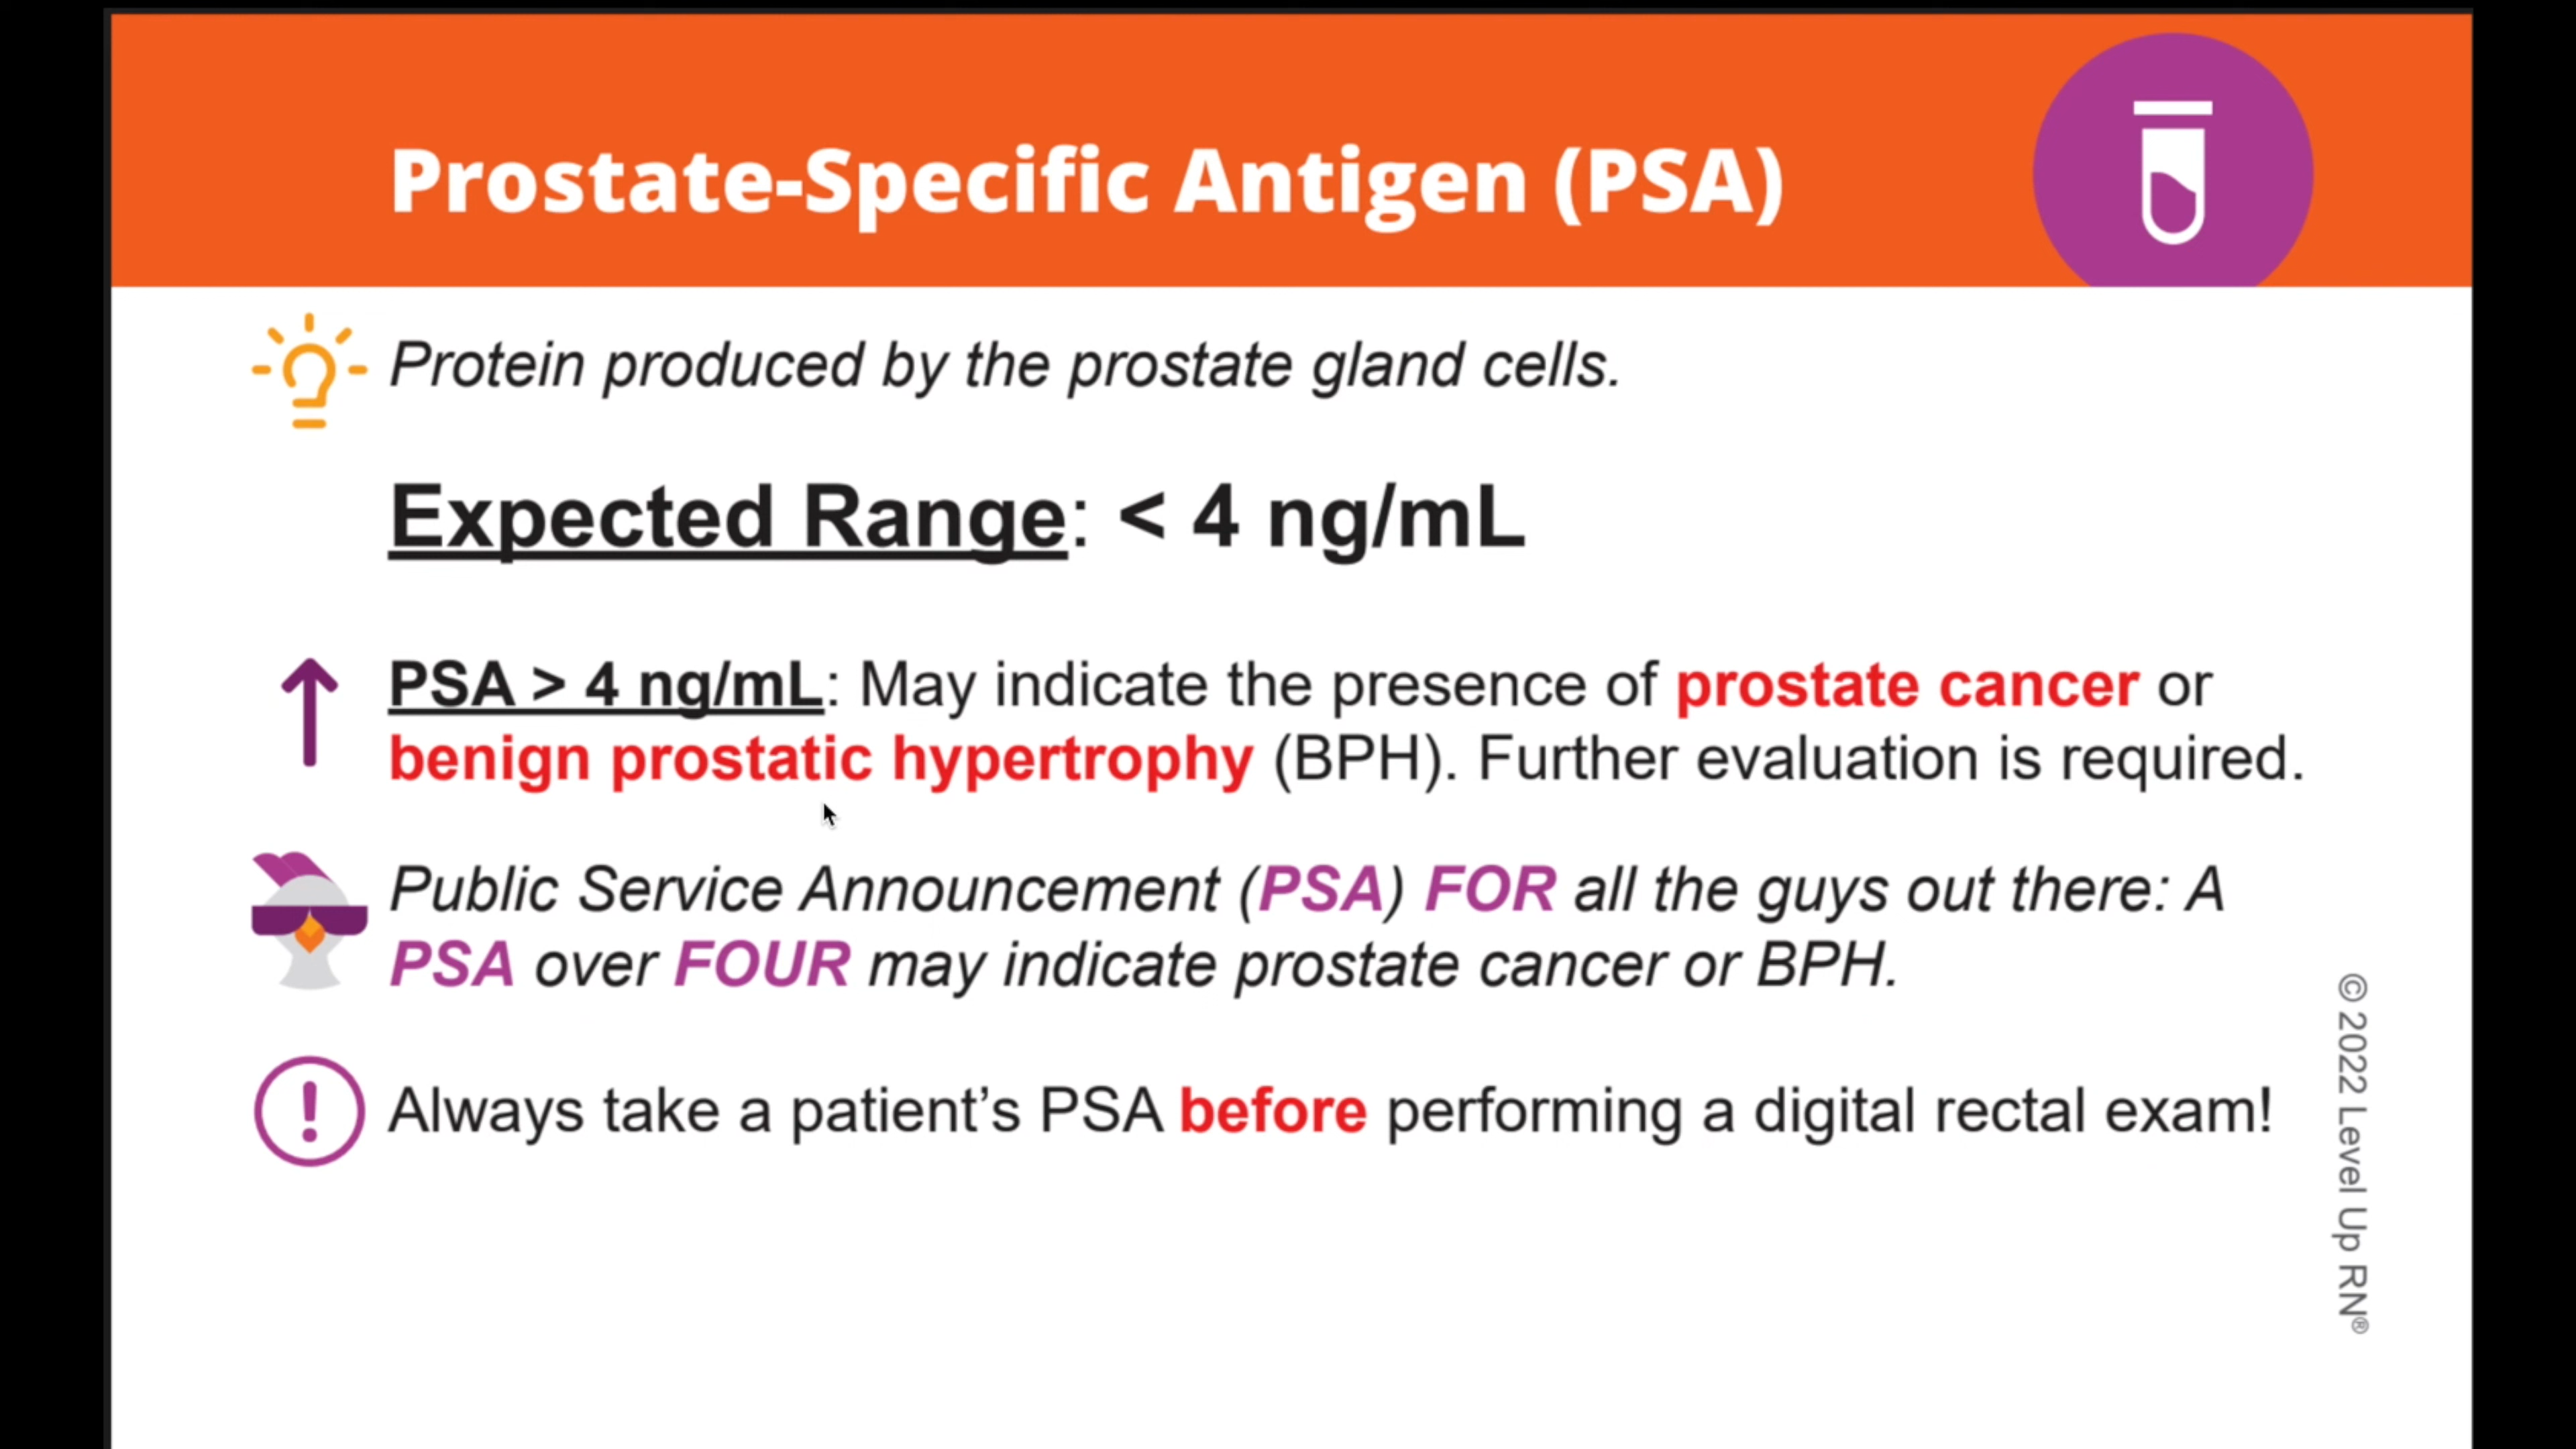 Prostate-Specific Antigen (PSA)
Protein produced by the prostate gland cells.
Expected Range: < 4 ng/mL
PSA > 4 ng/mL: May indicate the presence of prostate cancer or
benign prostatic hypertrophy (BPH). Further evaluation is required.
Public Service Announcement (PSA) FOR all the guys out there: A
PSA over FOUR may indicate prostate cancer or BPH.
Always take a patient’s PSA before performing a digital rectal exam!
© 2022 Level Up RN®